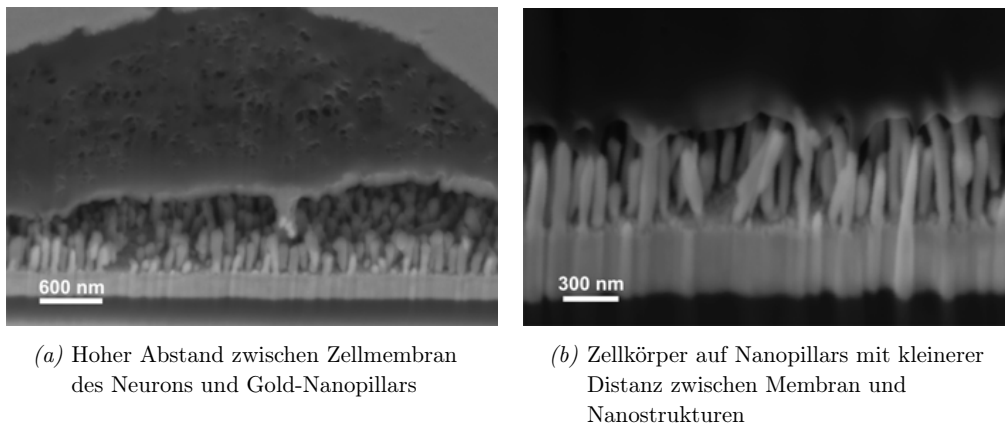 600 nm
300 nm
(a) Hoher Abstand zwischen Zellmembran
des Neurons und Gold-Nanopillars
(b) Zellkörper auf Nanopillars mit kleinerer
Distanz zwischen Membran und
Nanostrukturen